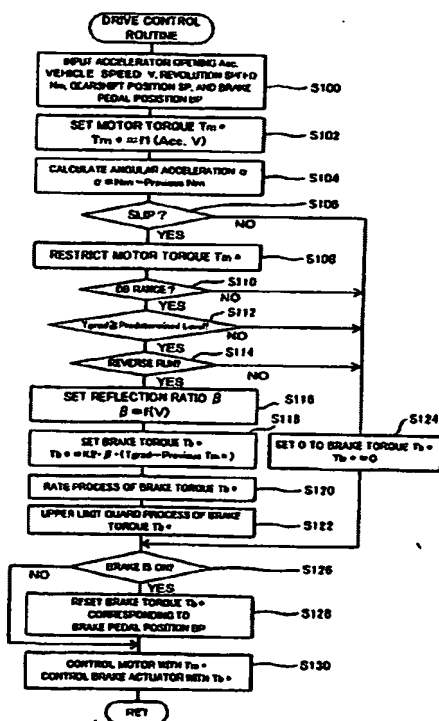 DRIVE CONTROL
ROUTINE
INPUT ACCELERATOR OPENING Acc,
VEHICLE SPEED V, REVOLUTION SPEED
Nm, GEARSHIFT POSITION SP, AND BRAKE
PEDAL POSISTION BP
S100
SET MOTOR TORQUE Tm*
S102
CALCULATE ANGULAR ACCELERATION α
α = Nm - Previous Nm
S104
S106
SLIP?
NO
YES
RESTRICT MOTOR TORQUE Tm*
S108
S110
DB RANGE?
NO
YES
S112
Tgrad ≧ Predetermined Level?
NO
YES
S114
REVERSE RUN?
NO
YES
SET REFLECTION RATIO β
β = f(V)
S116
S118
SET BRAKE TORQUE Tb*
S124
SET 0 TO BRAKE TORQUE Tb*
Tb* = 0
RATE PROCESS OF BRAKE TORQUE Tb*
S120
UPPER LIMIT GUARD PROCESS OF BRAKE
TORQUE Tb*
S122
BRAKE IS ON?
S126
NO
YES
RESET BRAKE TORQUE Tb*
CORRESPONDING TO
BRAKE PEDAL POSITION BP
S128
CONTROL MOTOR WITH Tm*
CONTROL BRAKE ACTUATOR WITH Tb*
S130
RET